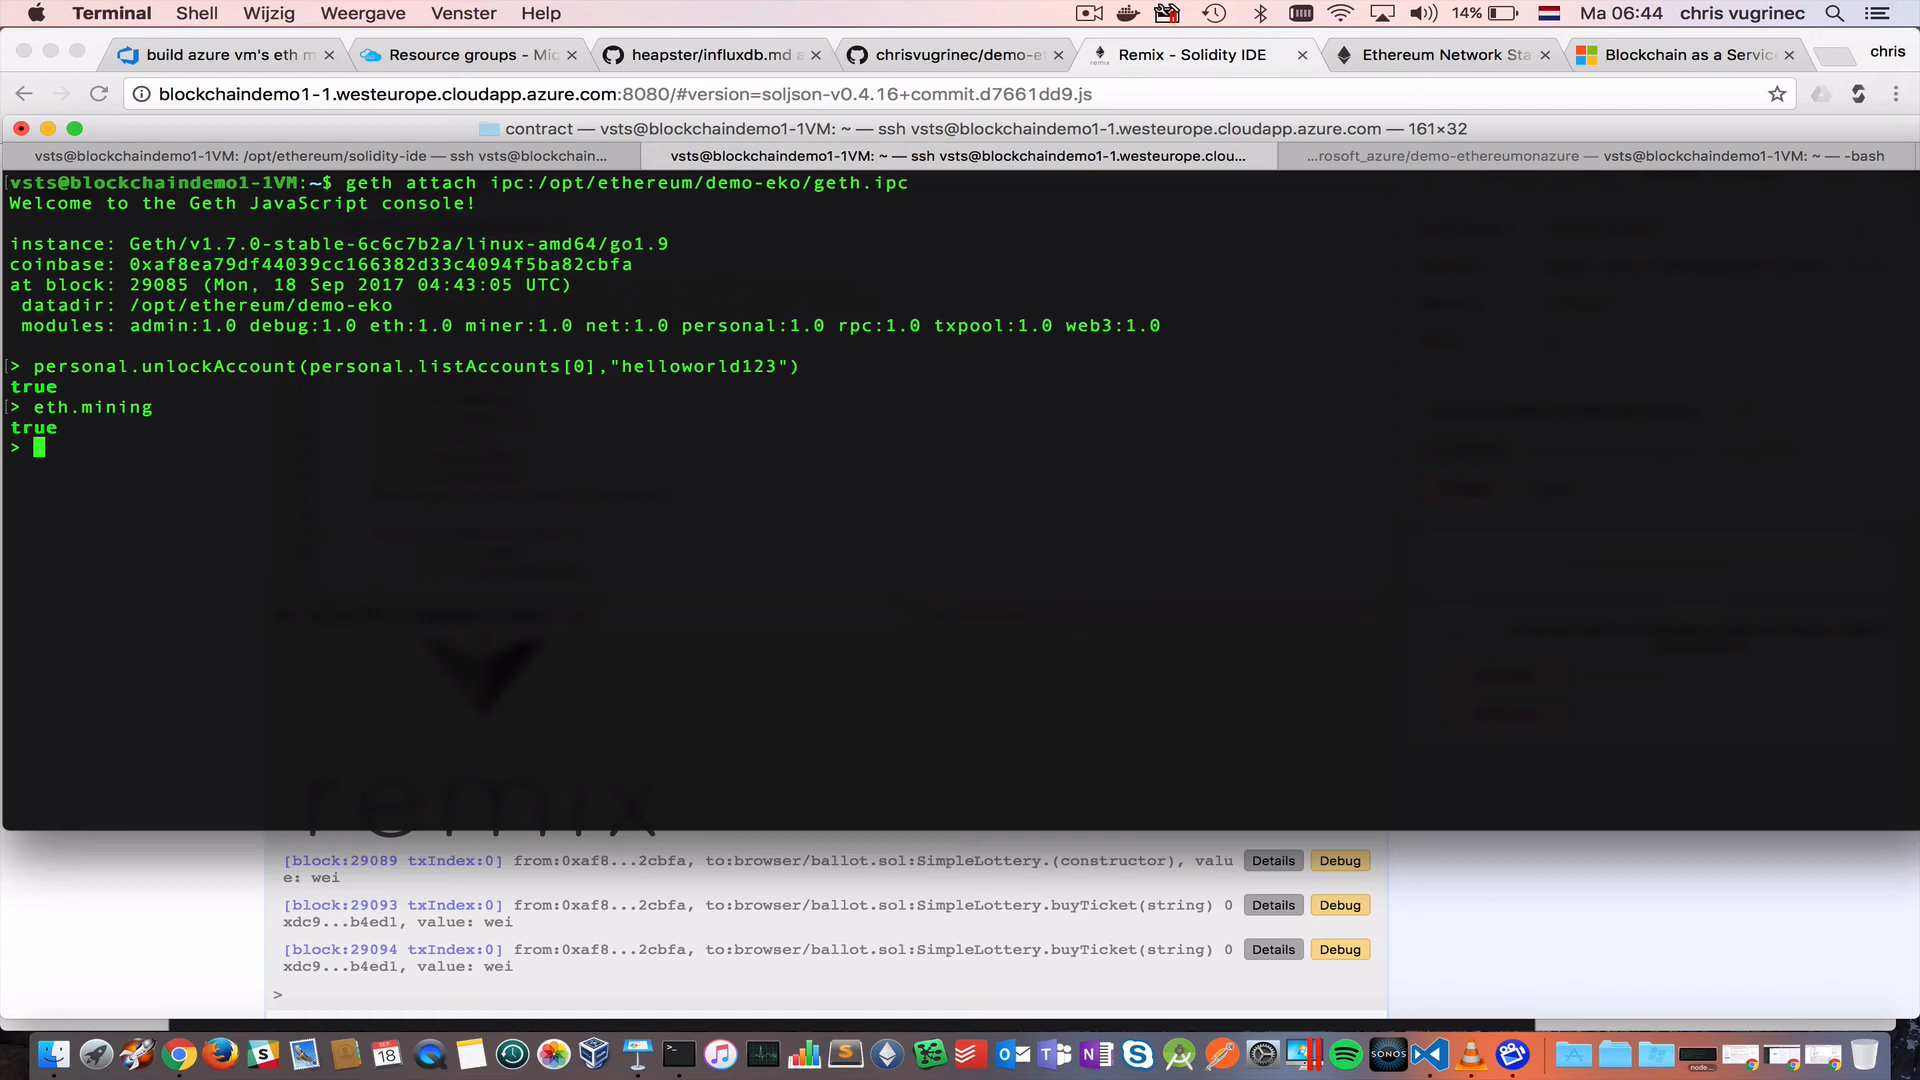 Terminal Shell Wijzig Weergave Venster Help 14% Ma 06:44 chris vugrinec
build azure vm's eth m Resource groups - Mic heapster/influxdb.md a chrisvugrinec/demo-et Remix - Solidity IDE Ethereum Network Sta Blockchain as a Servic chris
blockchaindemo1-1.westeurope.cloudapp.azure.com:8080/#version=soljson-v0.4.16+commit.d7661dd9.js
contract — vsts@blockchaindemo1-1VM: ~ — ssh vsts@blockchaindemo1-1.westeurope.cloudapp.azure.com — 161×32
vsts@blockchaindemo1-1VM: /opt/ethereum/solidity-ide — ssh vsts@blockchain... vsts@blockchaindemo1-1VM: ~ — ssh vsts@blockchaindemo1-1.westeurope.clou... ...rosoft_azure/demo-ethereumonazure — vsts@blockchaindemo1-1VM: ~ — -bash
[vsts@blockchaindemo1-1VM:~$ geth attach ipc:/opt/ethereum/demo-eko/geth.ipc
Welcome to the Geth JavaScript console!
instance: Geth/v1.7.0-stable-6c6c7b2a/linux-amd64/go1.9
coinbase: 0xaf8ea79df44039cc166382d33c4094f5ba82cbfa
at block: 29085 (Mon, 18 Sep 2017 04:43:05 UTC)
datadir: /opt/ethereum/demo-eko
modules: admin:1.0 debug:1.0 eth:1.0 miner:1.0 net:1.0 personal:1.0 rpc:1.0 txpool:1.0 web3:1.0
[> personal.unlockAccount(personal.listAccounts[0],"helloworld123")
true
[> eth.mining
true
>
remix
[block:29089 txIndex:0] from:0xaf8...2cbfa, to:browser/ballot.sol:SimpleLottery.(constructor), valu Details Debug
e: wei
[block:29093 txIndex:0] from:0xaf8...2cbfa, to:browser/ballot.sol:SimpleLottery.buyTicket(string) 0 Details Debug
xdc9...b4ed1, value: wei
[block:29094 txIndex:0] from:0xaf8...2cbfa, to:browser/ballot.sol:SimpleLottery.buyTicket(string) 0 Details Debug
xdc9...b4ed1, value: wei
>
SEP
18
SONOS